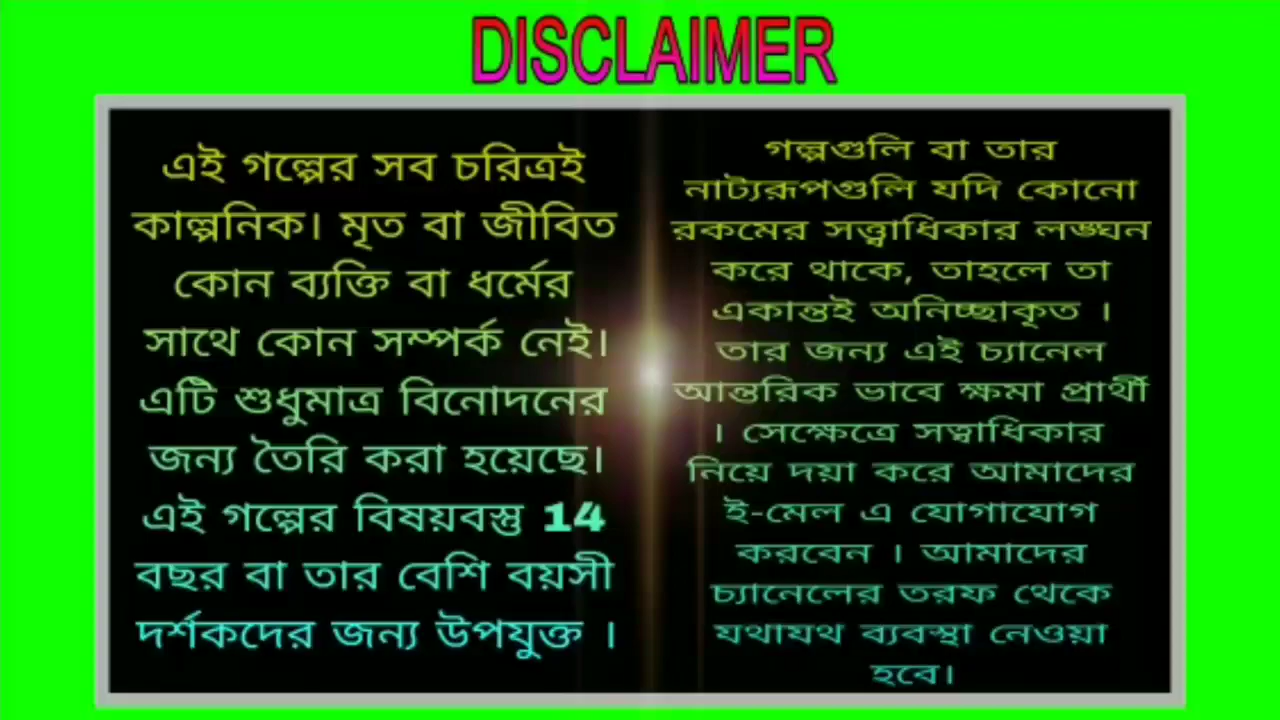 DISCLAIMER
এই গল্পের সব চরিত্রই
কাল্পনিক। মৃত বা জীবিত
কোন ব্যক্তি বা ধর্মের
সাথে কোন সম্পর্ক নেই।
এটি শুধুমাত্র বিনোদনের
জন্য তৈরি করা হয়েছে।
এই গল্পের বিষয়বস্তু 14
বছর বা তার বেশি বয়সী
দর্শকদের জন্য উপযুক্ত ।
গল্পগুলি বা তার
নাট্যরূপগুলি যদি কোনো
রকমের সত্ত্বাধিকার লঙ্ঘন
করে থাকে, তাহলে তা
একান্তই অনিচ্ছাকৃত ।
তার জন্য এই চ্যানেল
আন্তরিক ভাবে ক্ষমা প্রার্থী
। সেক্ষেত্রে সত্বাধিকার
নিয়ে দয়া করে আমাদের
ই-মেল এ যোগাযোগ
করবেন । আমাদের
চ্যানেলের তরফ থেকে
যথাযথ ব্যবস্থা নেওয়া
হবে।